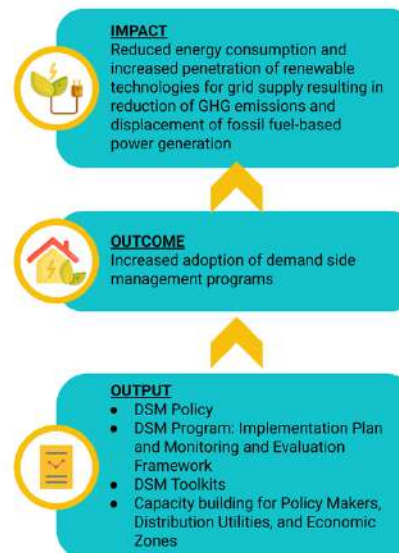 IMPACT
Reduced energy consumption and
increased penetration of renewable
technologies for grid supply resulting in
reduction of GHG emissions and
displacement of fossil fuel-based
power generation
OUTCOME
Increased adoption of demand side
management programs
OUTPUT
● DSM Policy
● DSM Program: Implementation Plan
and Monitoring and Evaluation
Framework
● DSM Toolkits
● Capacity building for Policy Makers,
Distribution Utilities, and Economic
Zones